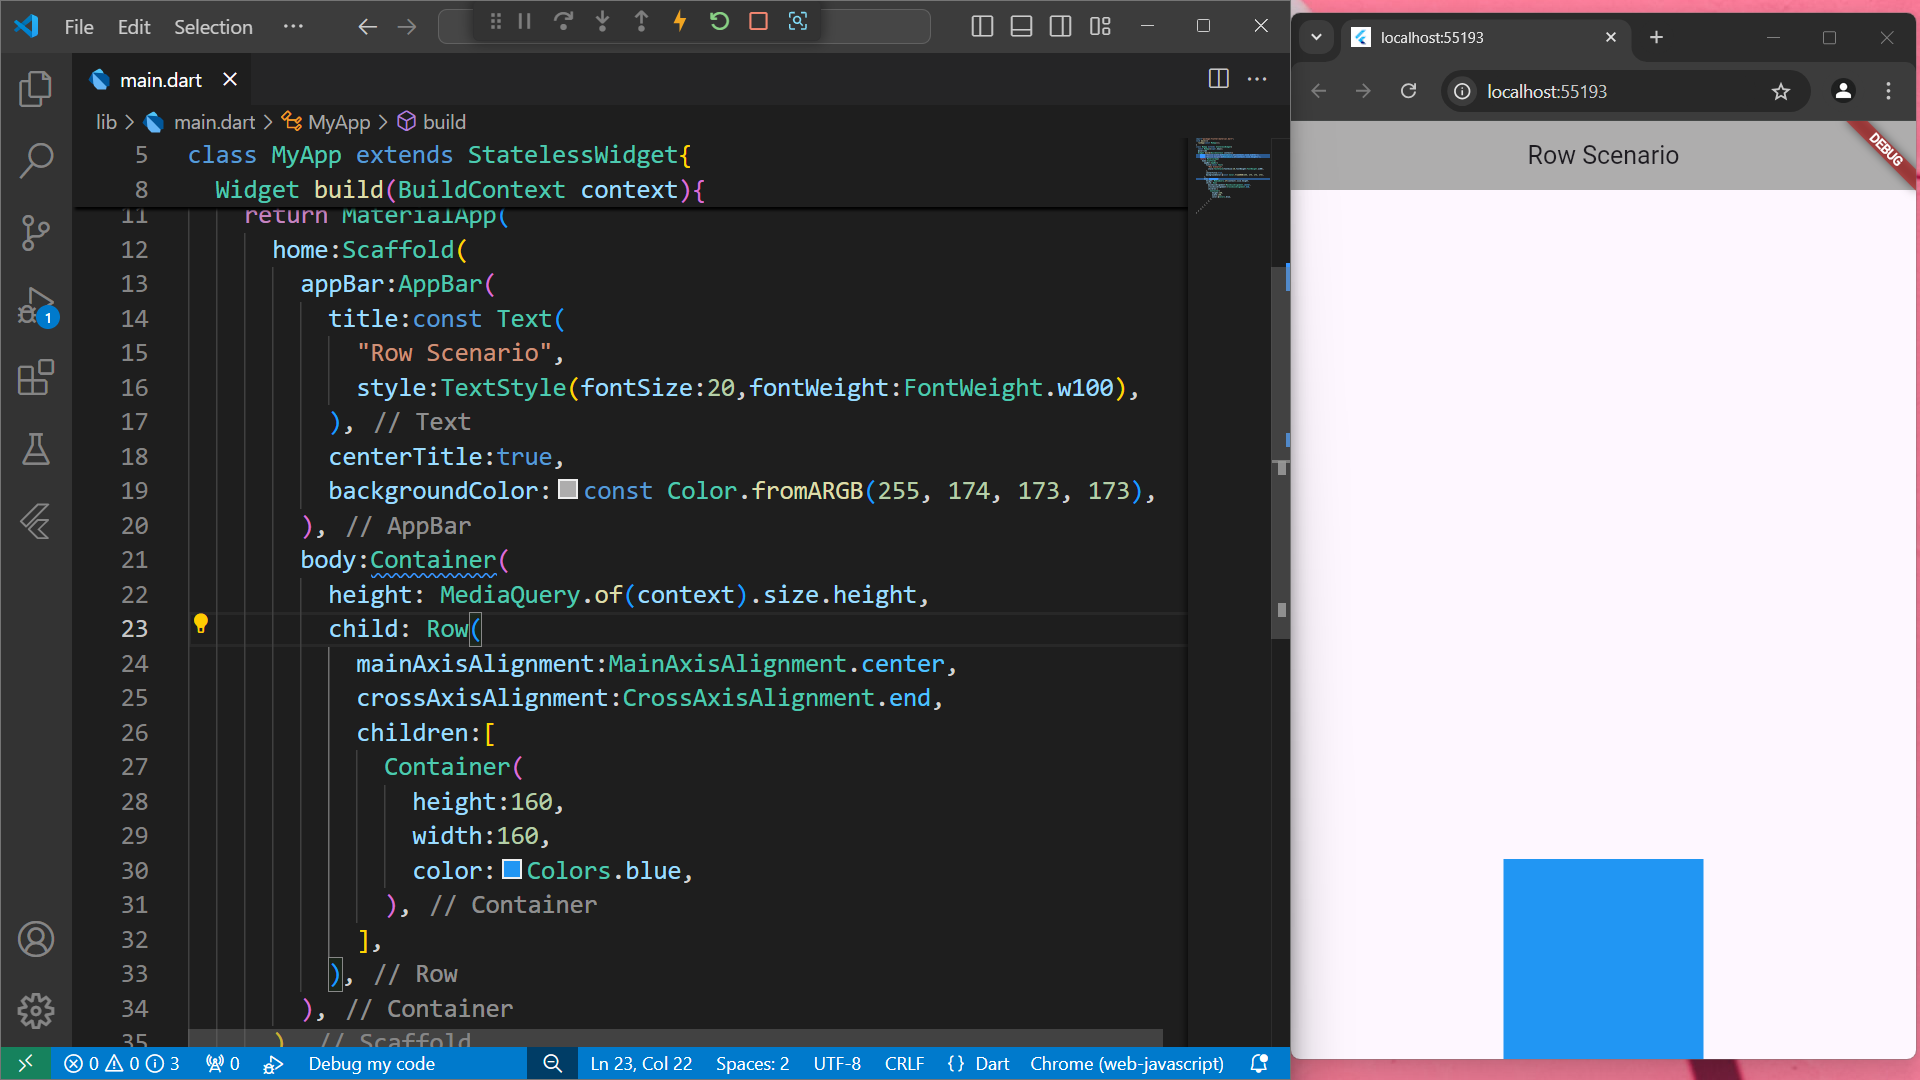 File Edit Selection ···
main.dart
lib > main.dart > MyApp > build
5 class MyApp extends StatelessWidget{
8 Widget build(BuildContext context){
11 return MaterialApp(
12 home:Scaffold(
13 appBar:AppBar(
14 title:const Text(
15 "Row Scenario",
16 style:TextStyle(fontSize:20,fontWeight:FontWeight.w100),
17 ), // Text
18 centerTitle:true,
19 backgroundColor: const Color.fromARGB(255, 174, 173, 173),
20 ), // AppBar
21 body:Container(
22 height: MediaQuery.of(context).size.height,
23 child: Row(
24 mainAxisAlignment:MainAxisAlignment.center,
25 crossAxisAlignment:CrossAxisAlignment.end,
26 children:[
27 Container(
28 height:160,
29 width:160,
30 color: Colors.blue,
31 ), // Container
32 ],
33 ), // Row
34 ), // Container
35 ) // Scaffold
1
0 0 3 0 Debug my code Ln 23, Col 22 Spaces: 2 UTF-8 CRLF {} Dart Chrome (web-javascript)
localhost:55193
localhost:55193
Row Scenario
DEBUG